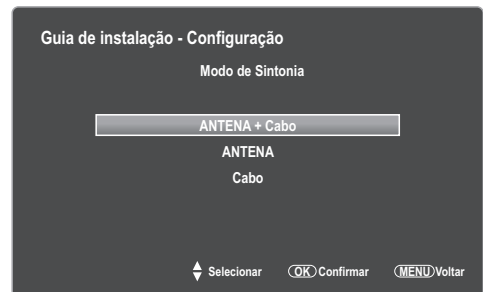 Guia de instalação - Configuração
Modo de Sintonia
ANTENA + Cabo
ANTENA
Cabo
Selecionar OK Confirmar MENU Voltar